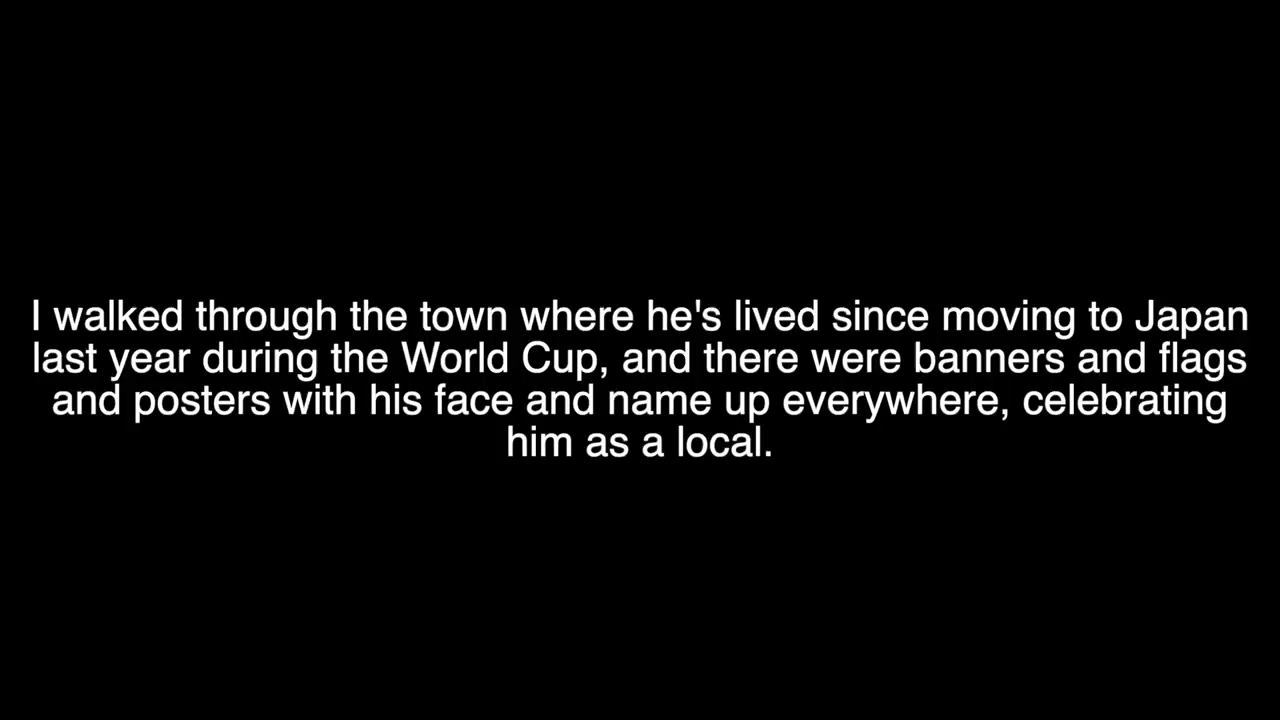 I walked through the town where he's lived since moving to Japan
last year during the World Cup, and there were banners and flags
and posters with his face and name up everywhere, celebrating
him as a local.